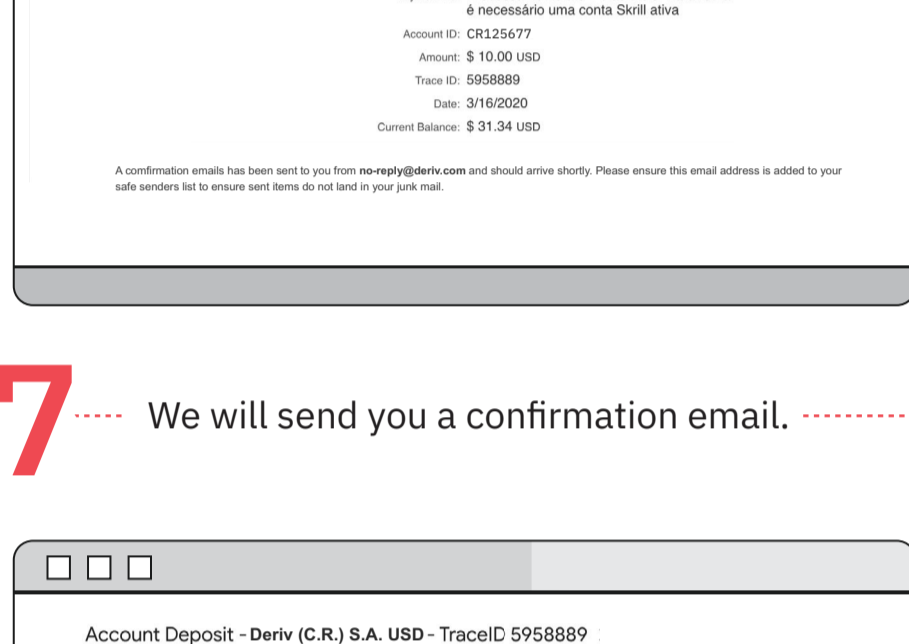 é necessário uma conta Skrill ativa
Account ID: CR125677
Amount: $ 10.00 USD
Trace ID: 5958889
Date: 3/16/2020
Current Balance: $ 31.34 USD
A comfirmation emails has been sent to you from no-reply@deriv.com and should arrive shortly. Please ensure this email address is added to your
safe senders list to ensure sent items do not land in your junk mail.
7 We will send you a confirmation email.
Account Deposit - Deriv (C.R.) S.A. USD - TraceID 5958889